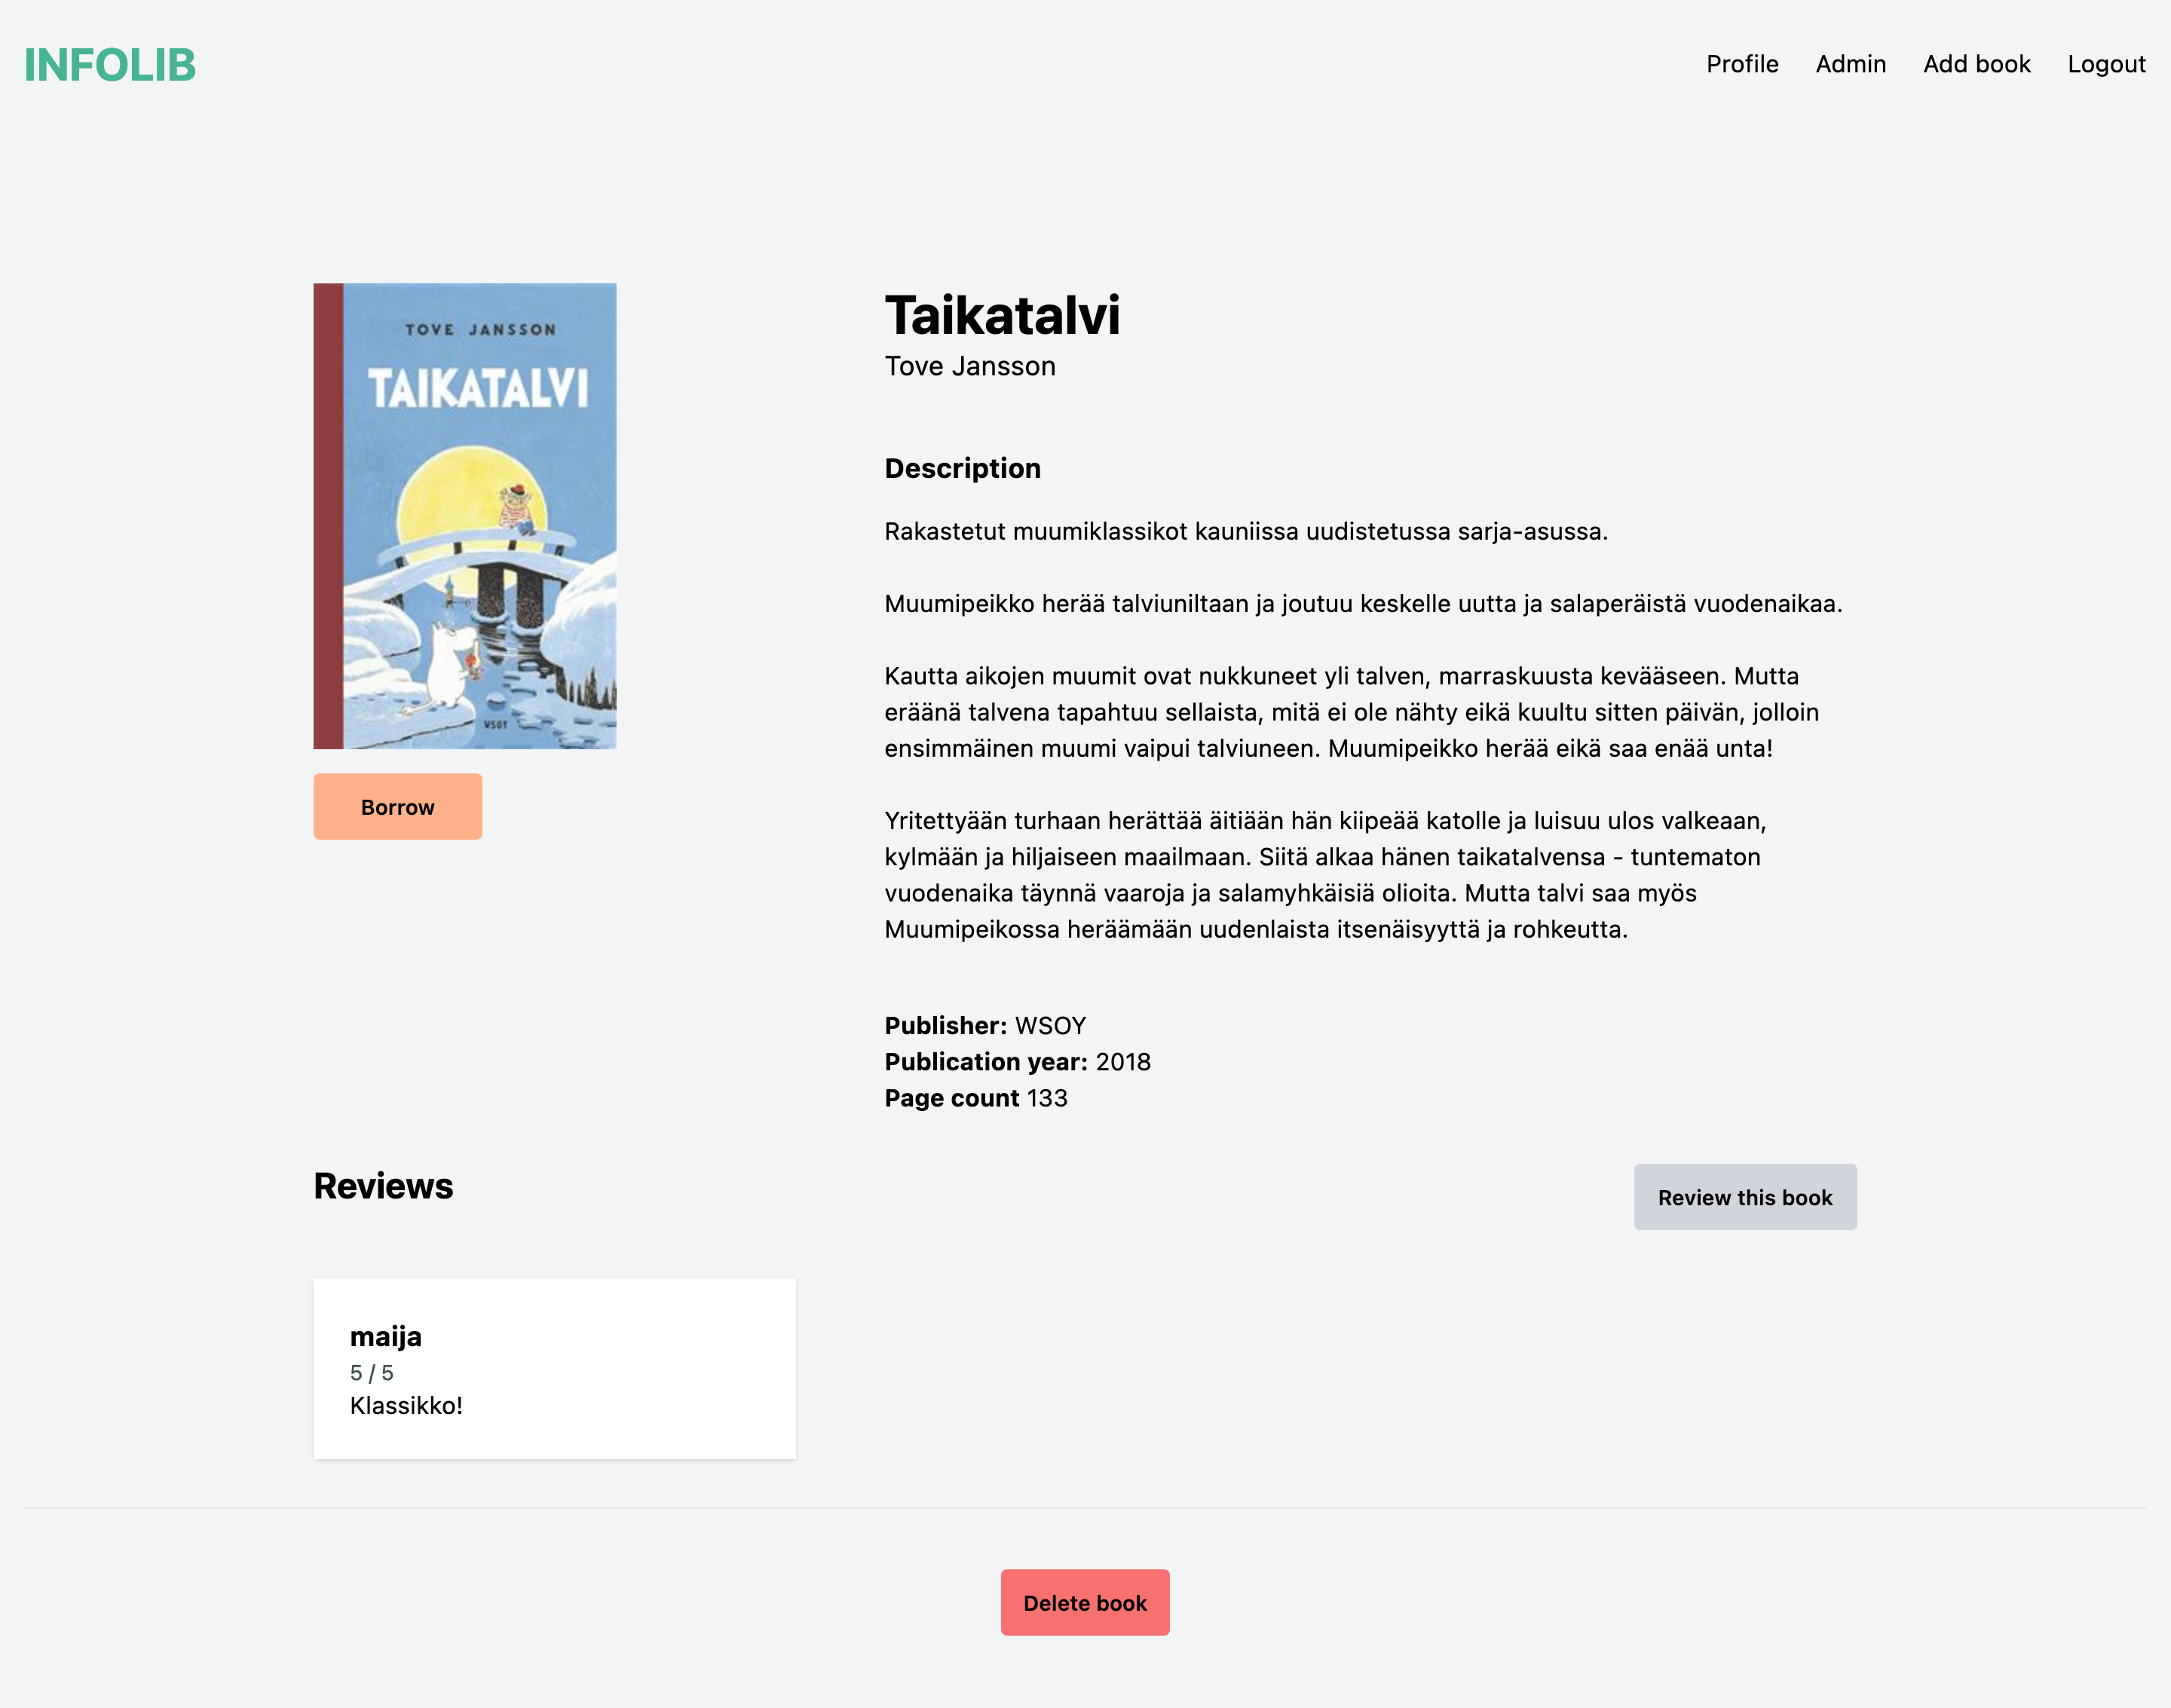 INFOLIB
Profile
Admin
Add book
Logout
TOVE JANSSON
TAIKATALVI
WSOY
Borrow
Taikatalvi
Tove Jansson
Description
Rakastetut muumiklassikot kauniissa uudistetussa sarja-asussa.
Muumipeikko herää talviuniltaan ja joutuu keskelle uutta ja salaperäistä vuodenaikaa.
Kautta aikojen muumit ovat nukkuneet yli talven, marraskuusta kevääseen. Mutta
eräänä talvena tapahtuu sellaista, mitä ei ole nähty eikä kuultu sitten päivän, jolloin
ensimmäinen muumi vaipui talviuneen. Muumipeikko herää eikä saa enää unta!
Yritettyään turhaan herättää äitiään hän kiipeää katolle ja luisuu ulos valkeaan,
kylmään ja hiljaiseen maailmaan. Siitä alkaa hänen taikatalvensa - tuntematon
vuodenaika täynnä vaaroja ja salamyhkäisiä olioita. Mutta talvi saa myös
Muumipeikossa heräämään uudenlaista itsenäisyyttä ja rohkeutta.
Publisher: WSOY
Publication year: 2018
Page count 133
Reviews
Review this book
maija
5 / 5
Klassikko!
Delete book